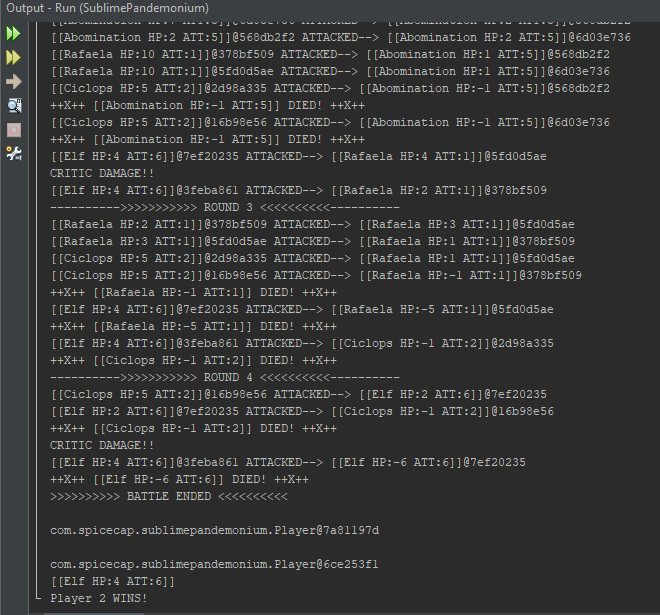 Output - Run (SublimePandemonium)
[[Abomination HP:2 ATT:5]]@568db2f2 ATTACKED--> [[Abomination HP:2 ATT:5]]@6d03e736
[[Rafaela HP:10 ATT:1]]@378bf509 ATTACKED--> [[Abomination HP:1 ATT:5]]@568db2f2
[[Rafaela HP:10 ATT:1]]@5fd0d5ae ATTACKED--> [[Abomination HP:1 ATT:5]]@6d03e736
[[Ciclops HP:5 ATT:2]]@2d98a335 ATTACKED--> [[Abomination HP:-1 ATT:5]]@568db2f2
++X++ [[Abomination HP:-1 ATT:5]] DIED! ++X++
[[Ciclops HP:5 ATT:2]]@16b98e56 ATTACKED--> [[Abomination HP:-1 ATT:5]]@6d03e736
++X++ [[Abomination HP:-1 ATT:5]] DIED! ++X++
[[Elf HP:4 ATT:6]]@7ef20235 ATTACKED--> [[Rafaela HP:4 ATT:1]]@5fd0d5ae
CRITIC DAMAGE!!
[[Elf HP:4 ATT:6]]@3feba861 ATTACKED--> [[Rafaela HP:2 ATT:1]]@378bf509
---------->>>>>>>>>>> ROUND 3 <<<<<<<<<<----------
[[Rafaela HP:2 ATT:1]]@378bf509 ATTACKED--> [[Rafaela HP:3 ATT:1]]@5fd0d5ae
[[Rafaela HP:3 ATT:1]]@5fd0d5ae ATTACKED--> [[Rafaela HP:1 ATT:1]]@378bf509
[[Ciclops HP:5 ATT:2]]@2d98a335 ATTACKED--> [[Rafaela HP:1 ATT:1]]@5fd0d5ae
[[Ciclops HP:5 ATT:2]]@16b98e56 ATTACKED--> [[Rafaela HP:-1 ATT:1]]@378bf509
++X++ [[Rafaela HP:-1 ATT:1]] DIED! ++X++
[[Elf HP:4 ATT:6]]@7ef20235 ATTACKED--> [[Rafaela HP:-5 ATT:1]]@5fd0d5ae
++X++ [[Rafaela HP:-5 ATT:1]] DIED! ++X++
[[Elf HP:4 ATT:6]]@3feba861 ATTACKED--> [[Ciclops HP:-1 ATT:2]]@2d98a335
++X++ [[Ciclops HP:-1 ATT:2]] DIED! ++X++
---------->>>>>>>>>>> ROUND 4 <<<<<<<<<<----------
[[Ciclops HP:5 ATT:2]]@16b98e56 ATTACKED--> [[Elf HP:2 ATT:6]]@7ef20235
[[Elf HP:2 ATT:6]]@7ef20235 ATTACKED--> [[Ciclops HP:-1 ATT:2]]@16b98e56
++X++ [[Ciclops HP:-1 ATT:2]] DIED! ++X++
CRITIC DAMAGE!!
[[Elf HP:4 ATT:6]]@3feba861 ATTACKED--> [[Elf HP:-6 ATT:6]]@7ef20235
++X++ [[Elf HP:-6 ATT:6]] DIED! ++X++
>>>>>>>>>> BATTLE ENDED <<<<<<<<<<
com.spicecap.sublimepandemonium.Player@7a81197d
com.spicecap.sublimepandemonium.Player@6ce253f1
[[Elf HP:4 ATT:6]]
Player 2 WINS!